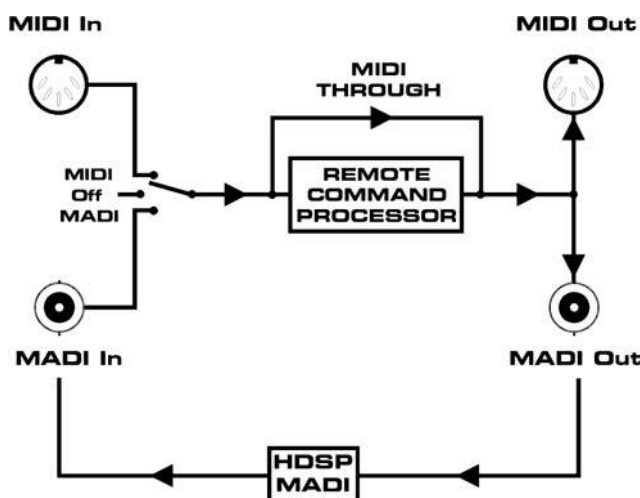 MIDI In
MIDI Out
MIDI
THROUGH
MIDI
Off
MADI
REMOTE
COMMAND
PROCESSOR
MADI In
MADI Out
HDSP
MADI